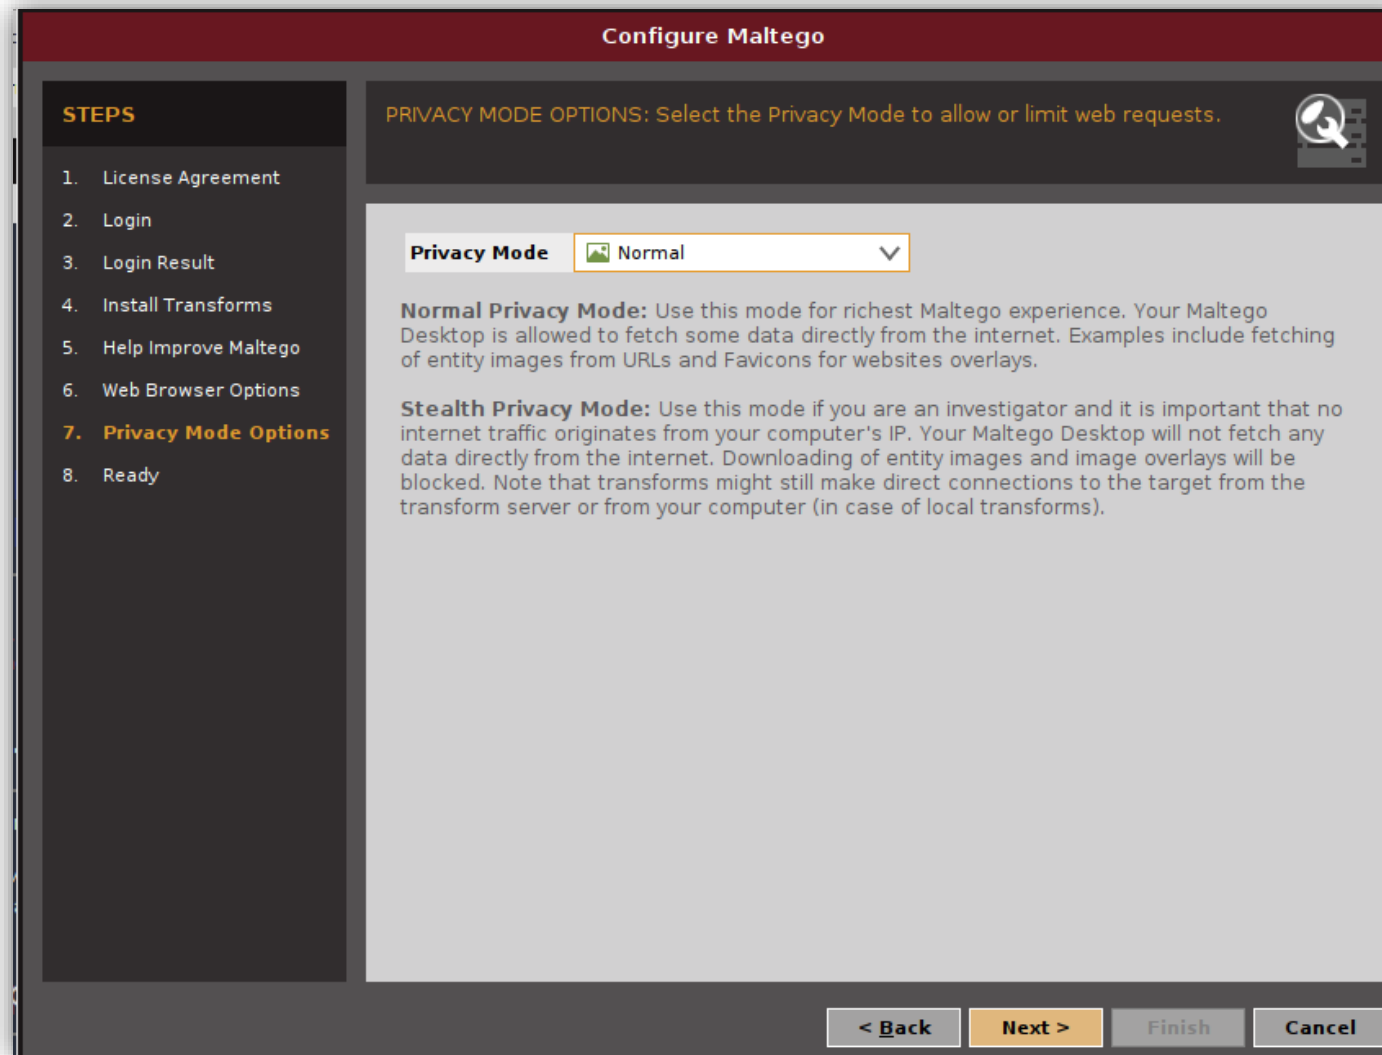 Configure Maltego
STEPS
1. License Agreement
2. Login
3. Login Result
4. Install Transforms
5. Help Improve Maltego
6. Web Browser Options
7. Privacy Mode Options
8. Ready
PRIVACY MODE OPTIONS: Select the Privacy Mode to allow or limit web requests.
Privacy Mode Normal
Normal Privacy Mode: Use this mode for richest Maltego experience. Your Maltego
Desktop is allowed to fetch some data directly from the internet. Examples include fetching
of entity images from URLs and Favicons for websites overlays.
Stealth Privacy Mode: Use this mode if you are an investigator and it is important that no
internet traffic originates from your computer's IP. Your Maltego Desktop will not fetch any
data directly from the internet. Downloading of entity images and image overlays will be
blocked. Note that transforms might still make direct connections to the target from the
transform server or from your computer (in case of local transforms).
< Back Next > Finish Cancel